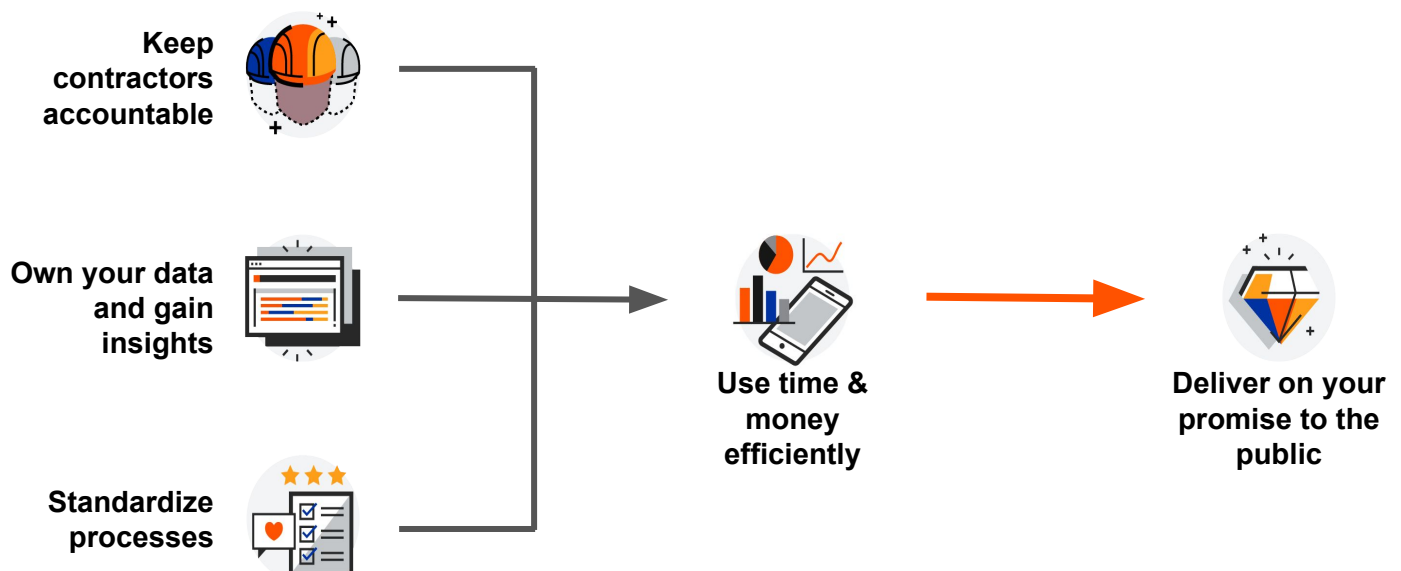 Keep
contractors
accountable
Own your data
and gain
insights
Standardize
processes
Use time &
money
efficiently
Deliver on your
promise to the
public